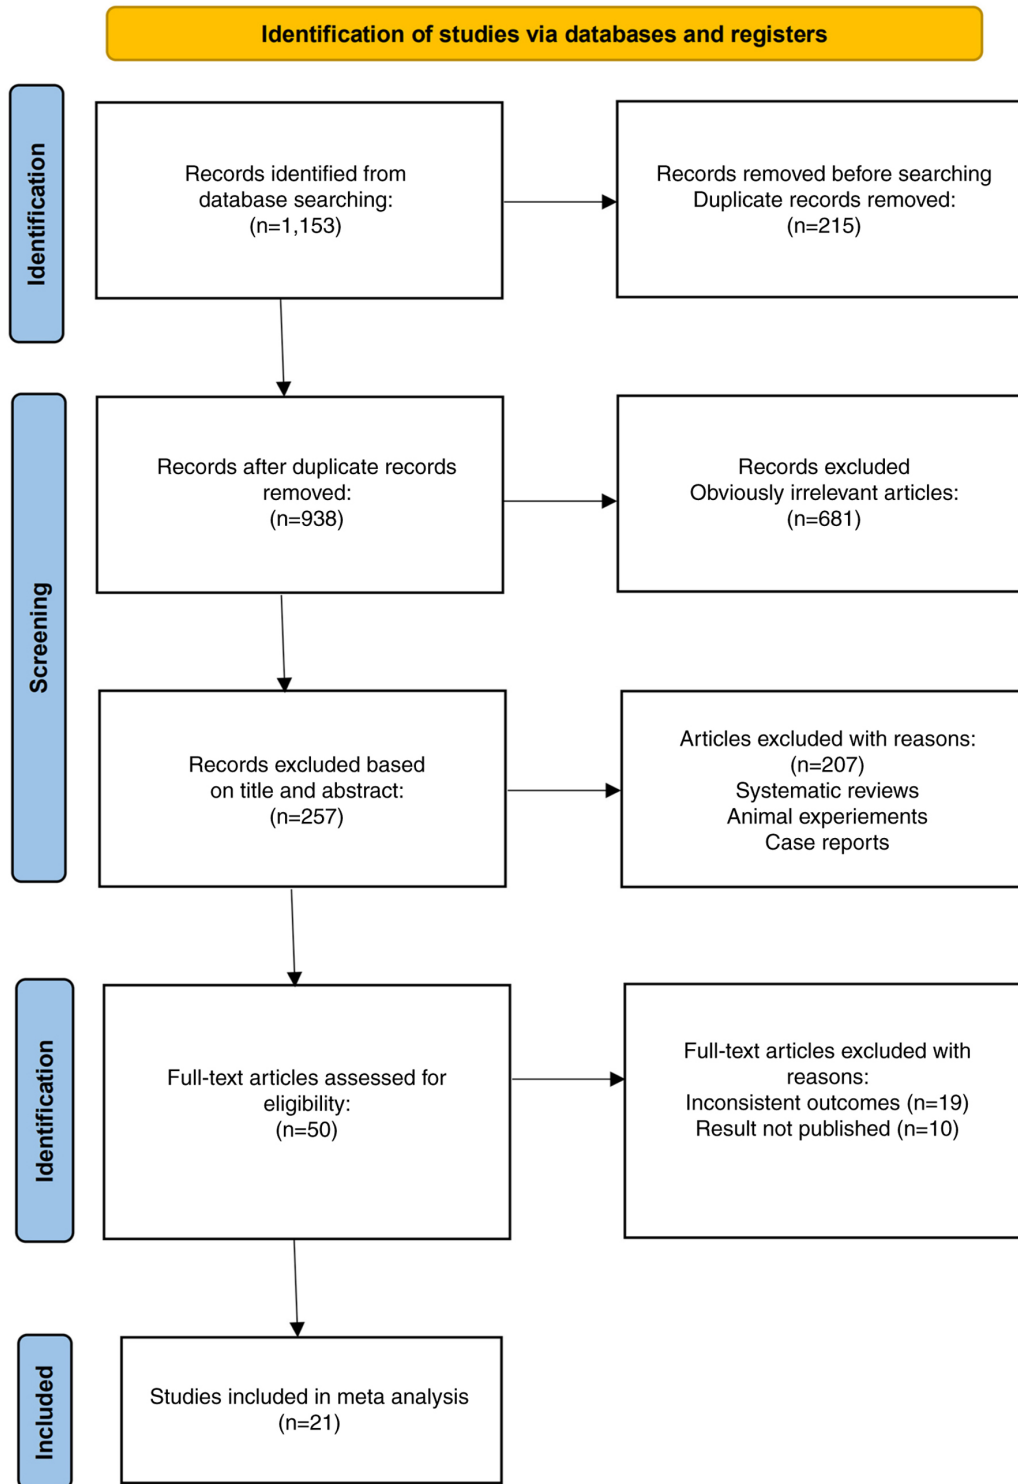 Identification of studies via databases and registers
Identification
Records identified from
database searching:
(n=1,153)
Records removed before searching
Duplicate records removed:
(n=215)
Screening
Records after duplicate records
removed:
(n=938)
Records excluded
Obviously irrelevant articles:
(n=681)
Records excluded based
on title and abstract:
(n=257)
Articles excluded with reasons:
(n=207)
Systematic reviews
Animal experiements
Case reports
Identification
Full-text articles assessed for
eligibility:
(n=50)
Full-text articles excluded with
reasons:
Inconsistent outcomes (n=19)
Result not published (n=10)
Included
Studies included in meta analysis
(n=21)